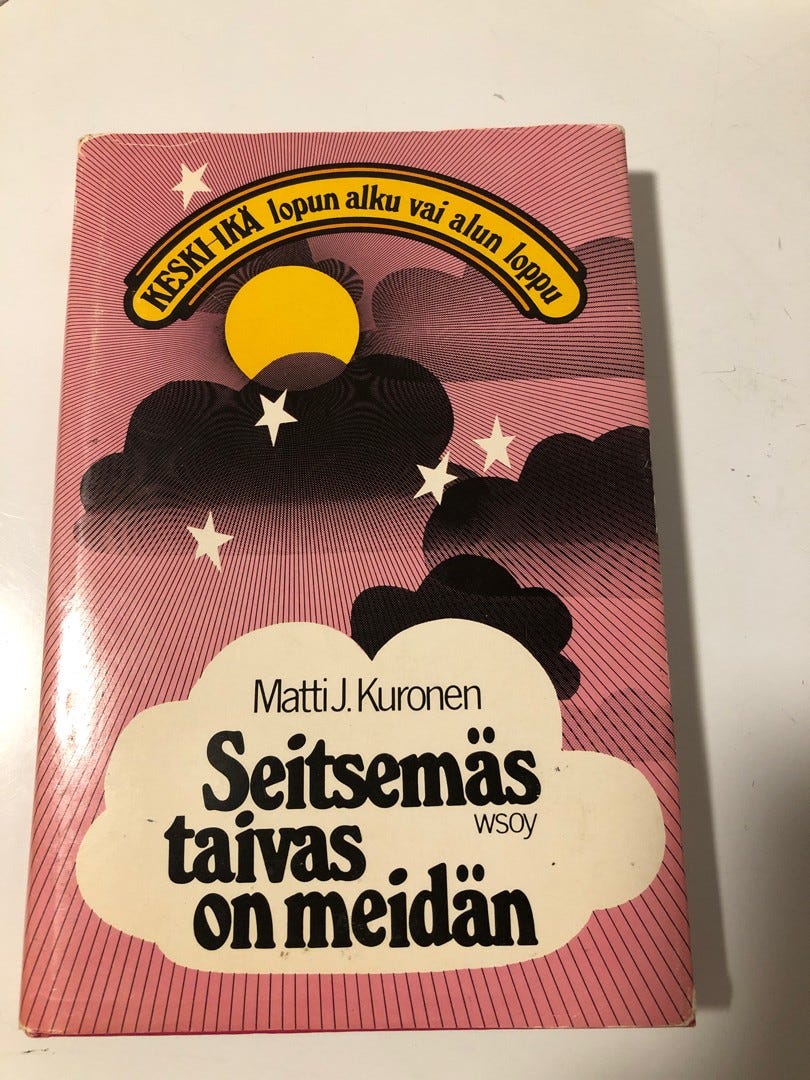 KESKI-IKÄ lopun alku vai alun loppu
Matti J. Kuronen
Seitsemäs
taivas
wsoy
on meidän